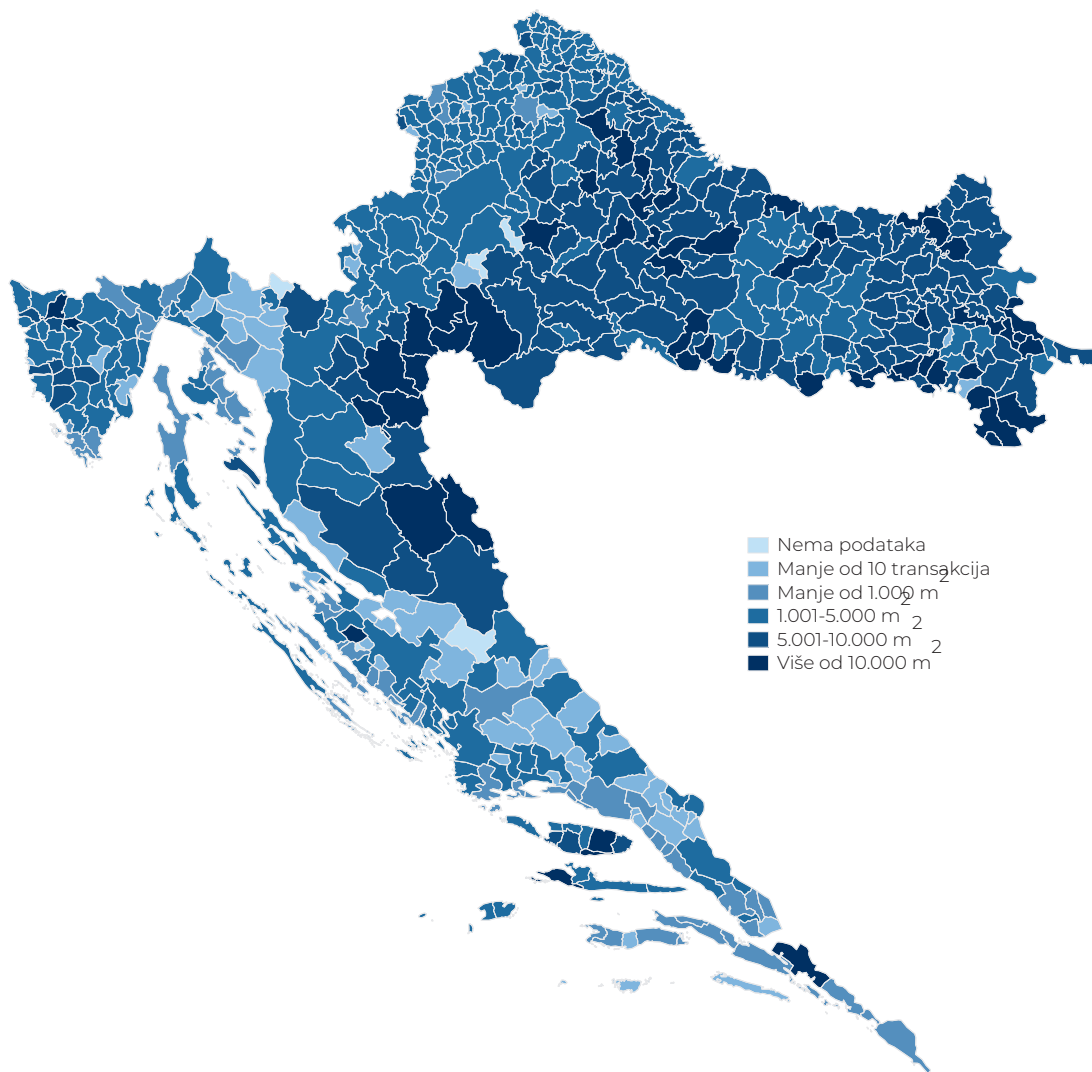 Nema podataka
Manje od 10 transakcija
Manje od 1.000 m²
1.001-5.000 m²
5.001-10.000 m²
Više od 10.000 m²